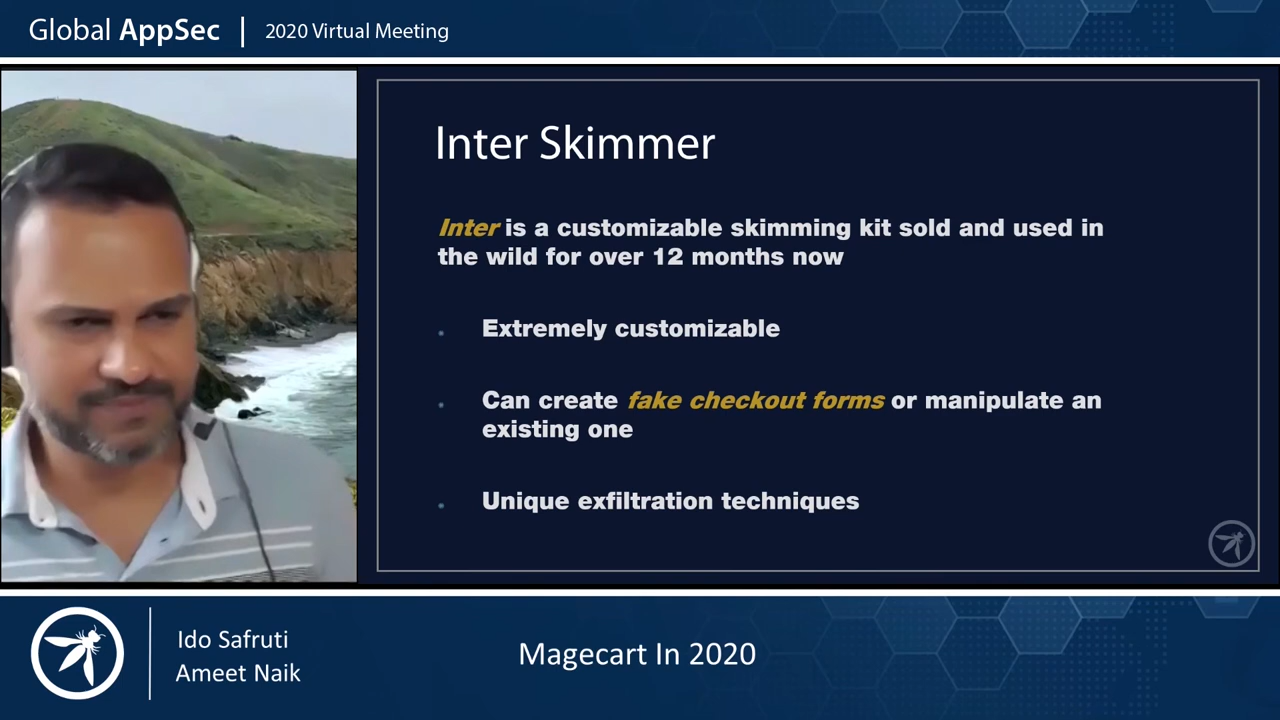 Global AppSec | 2020 Virtual Meeting
Inter Skimmer
Inter is a customizable skimming kit sold and used in
the wild for over 12 months now
Extremely customizable
Can create fake checkout forms or manipulate an
existing one
Unique exfiltration techniques
Ido Safruti
Ameet Naik
Magecart In 2020